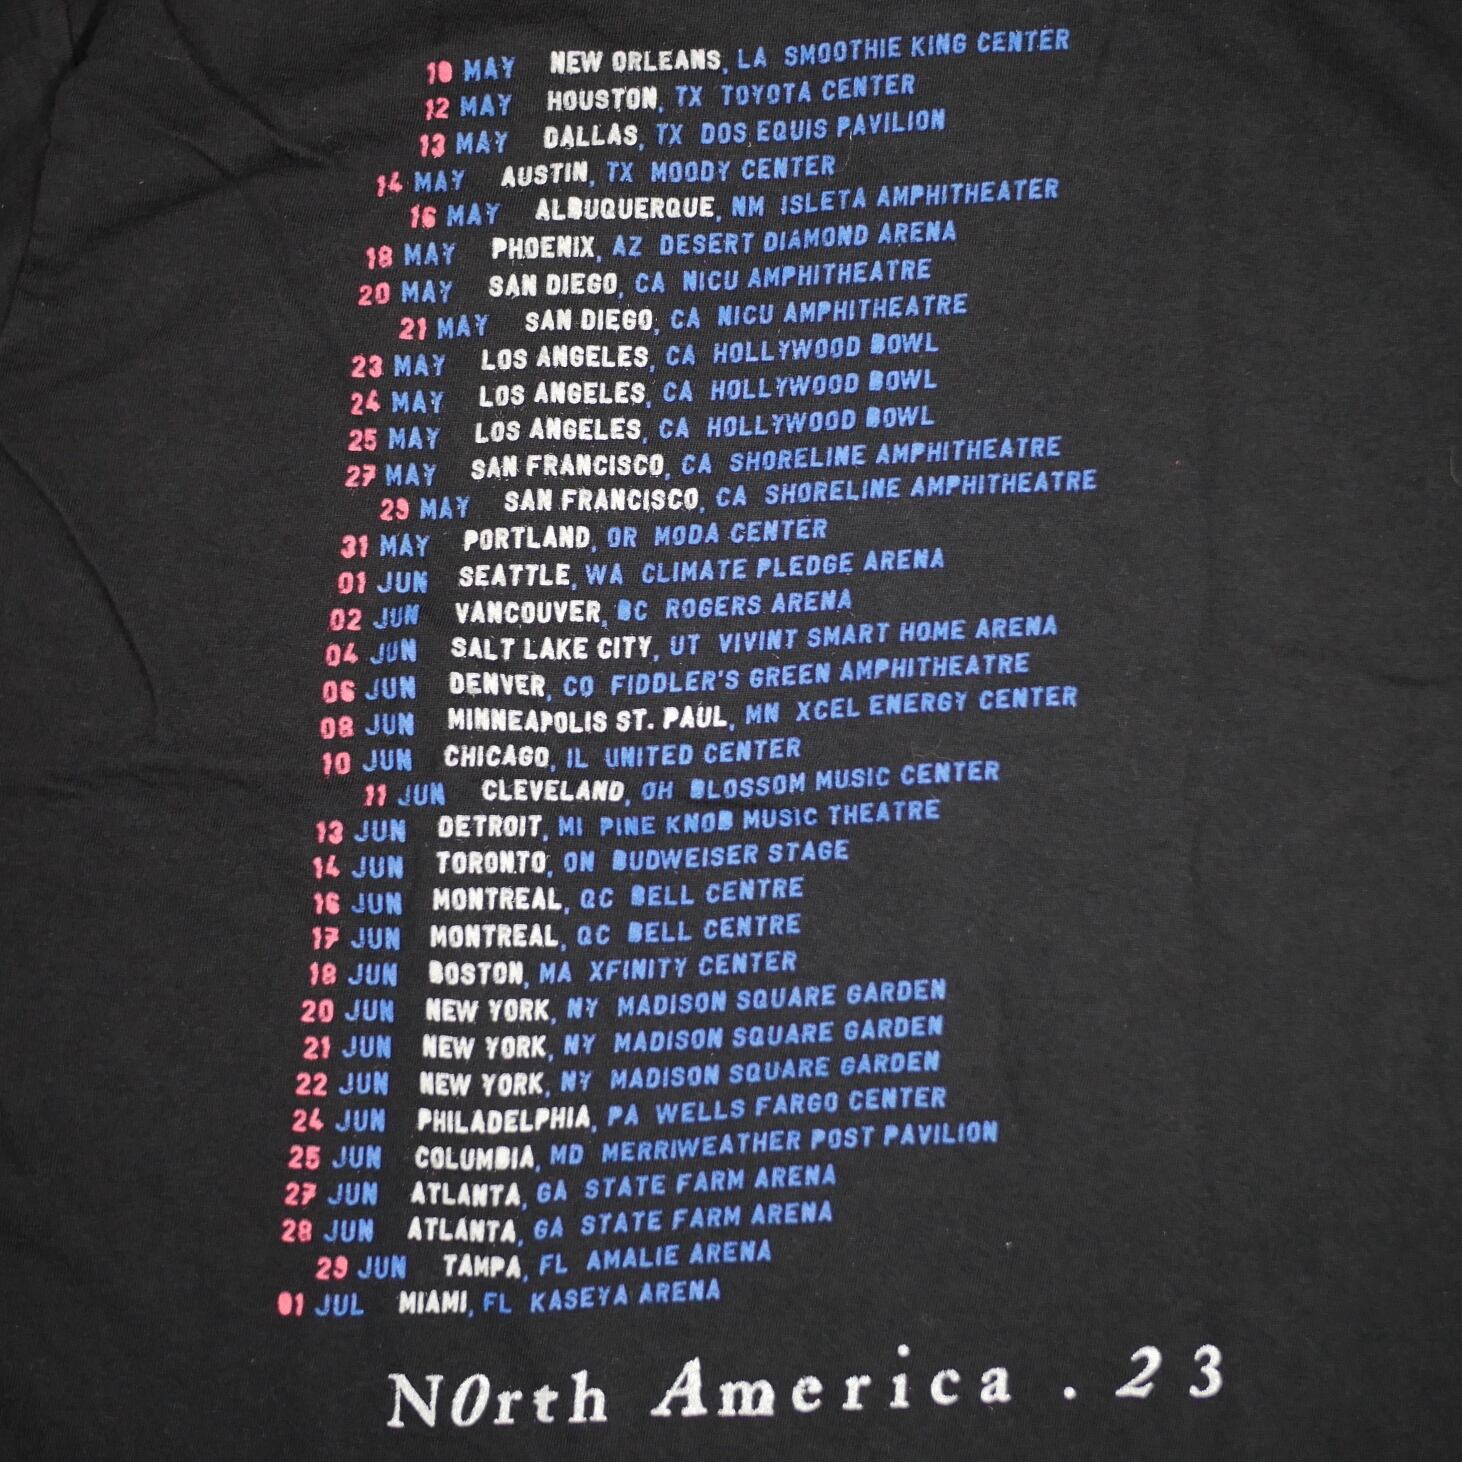 10 MAY NEW ORLEANS, LA SMOOTHIE KING CENTER
12 MAY HOUSTON, TX TOYOTA CENTER
13 MAY DALLAS, TX DOS EQUIS PAVILION
14 MAY AUSTIN, TX MOODY CENTER
16 MAY ALBUQUERQUE, NM ISLETA AMPHITHEATER
18 MAY PHOENIX, AZ DESERT DIAMOND ARENA
20 MAY SAN DIEGO, CA NICU AMPHITHEATRE
21 MAY SAN DIEGO, CA NICU AMPHITHEATRE
23 MAY LOS ANGELES, CA HOLLYWOOD BOWL
24 MAY LOS ANGELES, CA HOLLYWOOD BOWL
25 MAY LOS ANGELES, CA HOLLYWOOD BOWL
27 MAY SAN FRANCISCO, CA SHORELINE AMPHITHEATRE
29 MAY SAN FRANCISCO, CA SHORELINE AMPHITHEATRE
31 MAY PORTLAND, OR MODA CENTER
01 JUN SEATTLE, WA CLIMATE PLEDGE ARENA
02 JUN VANCOUVER, BC ROGERS ARENA
04 JUN SALT LAKE CITY, UT VIVINT SMART HOME ARENA
06 JUN DENVER, CO FIDDLER'S GREEN AMPHITHEATRE
08 JUN MINNEAPOLIS ST. PAUL, MN XCEL ENERGY CENTER
10 JUN CHICAGO, IL UNITED CENTER
11 JUN CLEVELAND, OH BLOSSOM MUSIC CENTER
13 JUN DETROIT, MI PINE KNOB MUSIC THEATRE
14 JUN TORONTO, ON BUDWEISER STAGE
16 JUN MONTREAL, QC BELL CENTRE
17 JUN MONTREAL, QC BELL CENTRE
18 JUN BOSTON, MA XFINITY CENTER
20 JUN NEW YORK, NY MADISON SQUARE GARDEN
21 JUN NEW YORK, NY MADISON SQUARE GARDEN
22 JUN NEW YORK, NY MADISON SQUARE GARDEN
24 JUN PHILADELPHIA, PA WELLS FARGO CENTER
25 JUN COLUMBIA, MD MERRIWEATHER POST PAVILION
27 JUN ATLANTA, GA STATE FARM ARENA
28 JUN ATLANTA, GA STATE FARM ARENA
29 JUN TAMPA, FL AMALIE ARENA
01 JUL MIAMI, FL KASEYA ARENA
N0rth America . 23